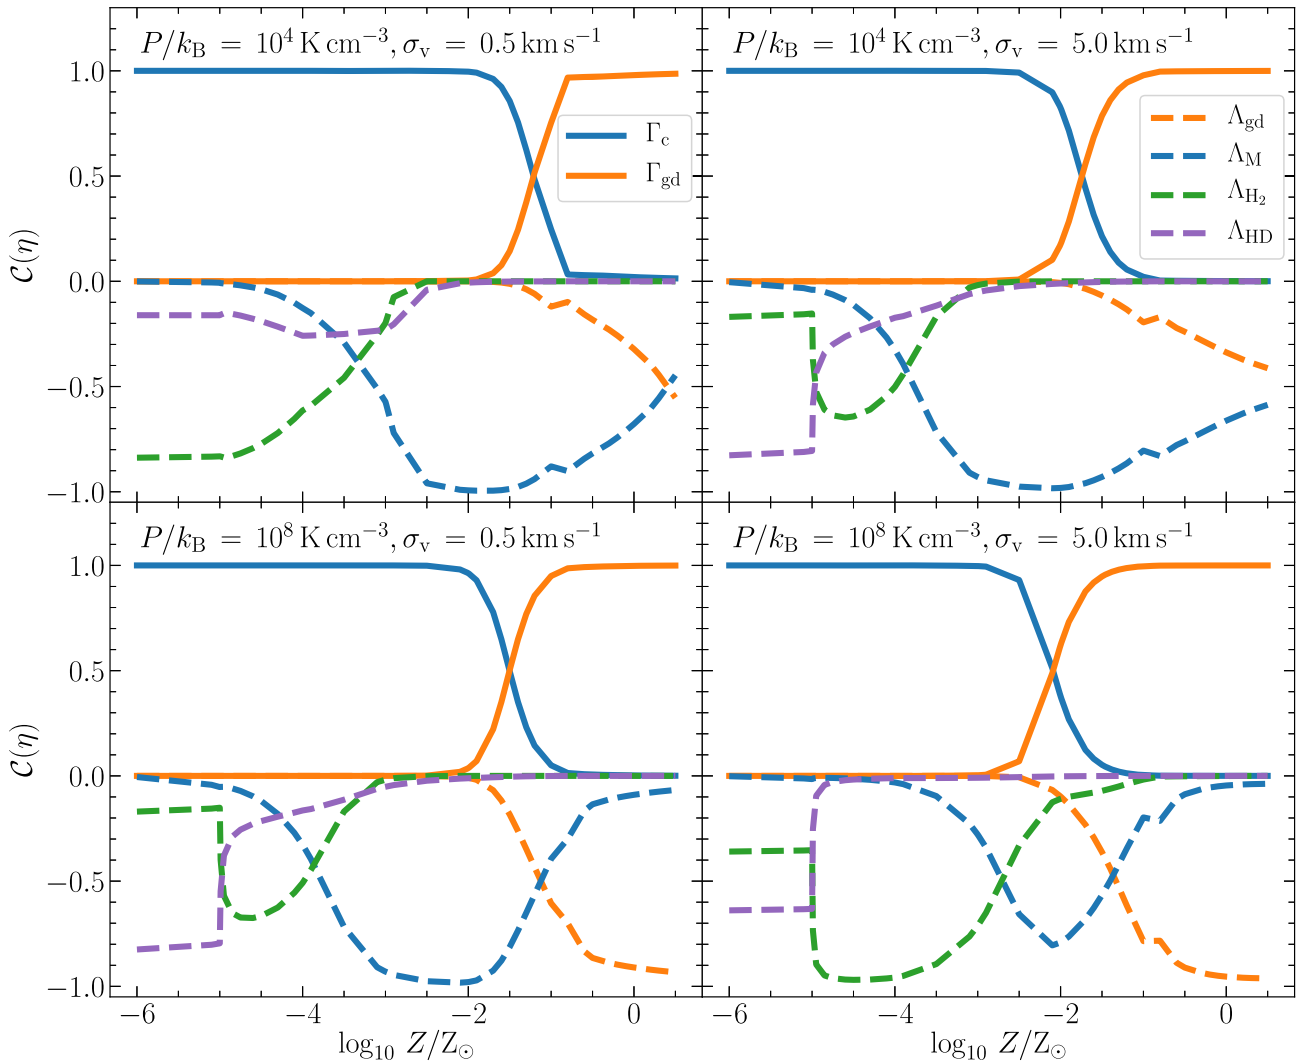 P/k_B = 10^4 K cm^−3, σ_v = 0.5 km s^−1
1.0
0.5
0.0
−0.5
−1.0
C(η)
Γ_c
Γ_gd
P/k_B = 10^4 K cm^−3, σ_v = 5.0 km s^−1
Λ_gd
Λ_M
Λ_H₂
Λ_HD
P/k_B = 10^8 K cm^−3, σ_v = 0.5 km s^−1
1.0
0.5
0.0
−0.5
−1.0
C(η)
−6 −4 −2 0
log₁₀ Z/Z_⊙
P/k_B = 10^8 K cm^−3, σ_v = 5.0 km s^−1
−6 −4 −2 0
log₁₀ Z/Z_⊙